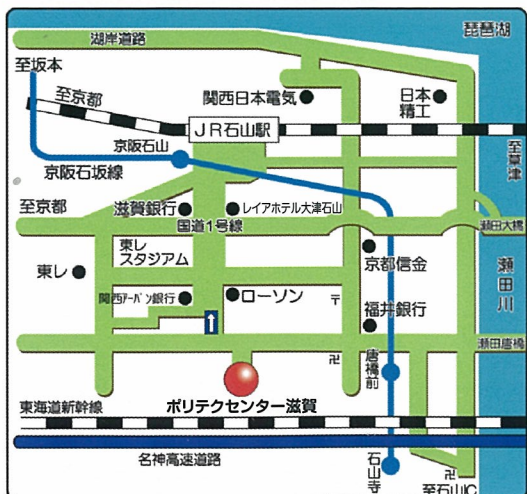 琵琶湖
湖岸道路
至坂本
至京都
関西日本電気
日本
精工
JR石山駅
京阪石山
京阪石坂線
至草津
至京都
滋賀銀行
レイアホテル大津石山
国道1号線
瀬田大橋
東レ
スタジアム
京都信金
瀬田川
東レ
関西アーバン銀行
ローソン
〒
福井銀行
卍
唐橋前
瀬田唐橋
ポリテクセンター滋賀
東海道新幹線
名神高速道路
石山寺
卍
至石山IC